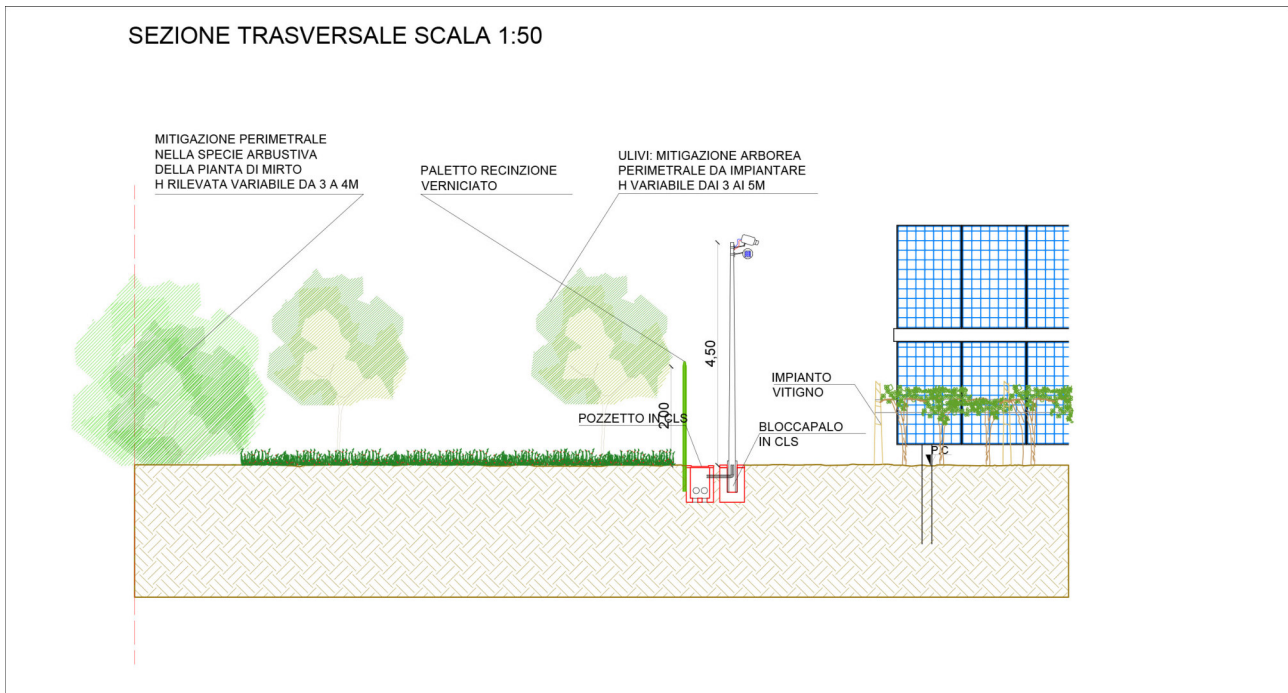 SEZIONE TRASVERSALE SCALA 1:50
MITIGAZIONE PERIMETRALE
NELLA SPECIE ARBUSTIVA
DELLA PIANTA DI MIRTO
H RILEVATA VARIABILE DA 3 A 4M
PALETTO RECINZIONE
VERNICIATO
ULIVI: MITIGAZIONE ARBOREA
PERIMETRALE DA IMPIANTARE
H VARIABILE DAI 3 AI 5M
4,50
2,00
POZZETTO IN CLS
IMPIANTO
VITIGNO
BLOCCAPALO
IN CLS
P.C